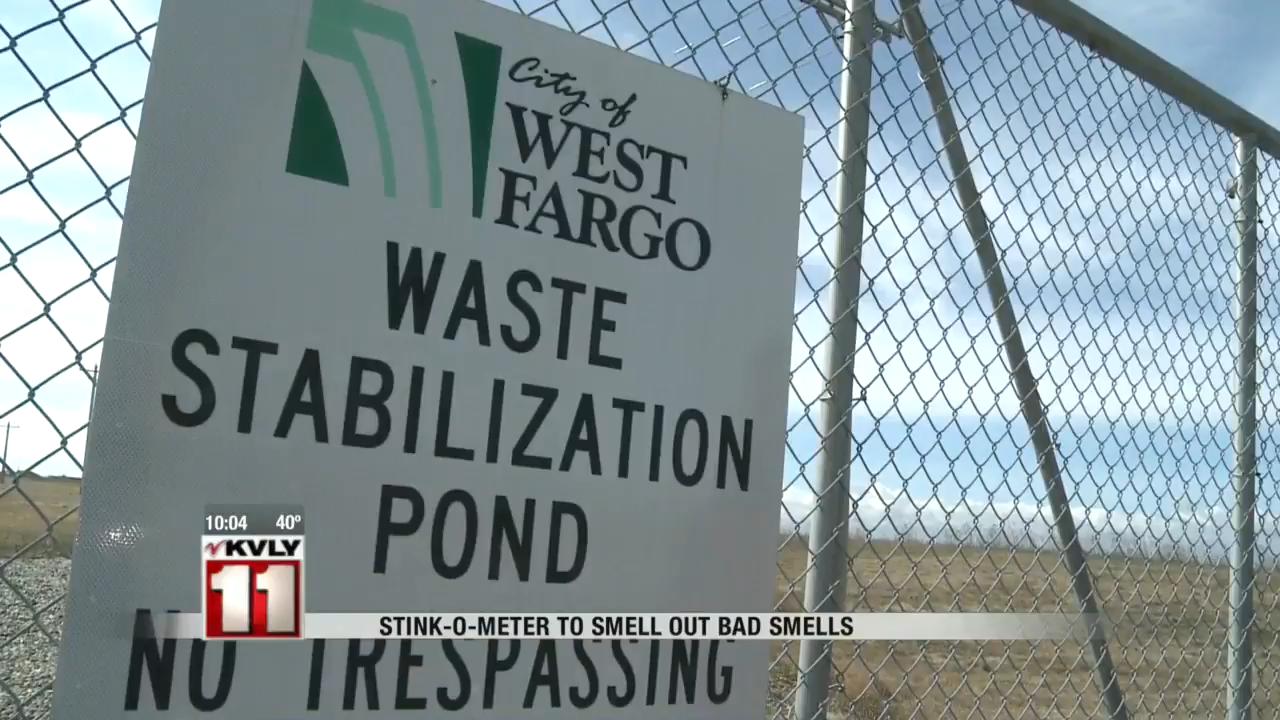 City of
WEST
FARGO
WASTE
STABILIZATION
POND
NO TRESPASSING
10:04 40º
KVLY
11
STINK-O-METER TO SMELL OUT BAD SMELLS